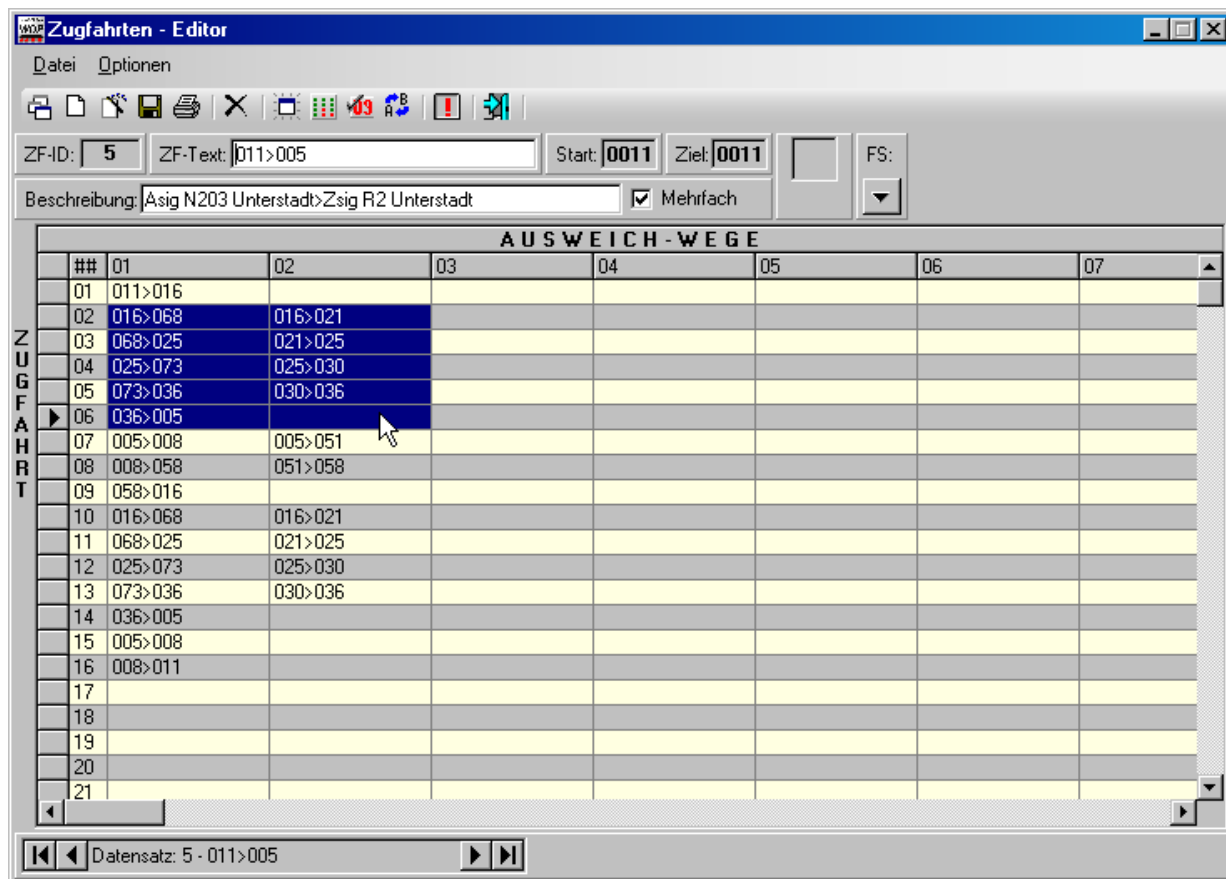 Zugfahrten - Editor
Datei Optionen
ZF-ID: 5 ZF-Text: 011>005 Start: 0011 Ziel: 0011 FS:
Beschreibung: Asig N203 Unterstadt>Zsig R2 Unterstadt Mehrfach
AUSWEICH-WEGE
ZUGFAHRT
## 01 02 03 04 05 06 07
01 011>016
02 016>068 016>021
03 068>025 021>025
04 025>073 025>030
05 073>036 030>036
06 036>005
07 005>008 005>051
08 008>058 051>058
09 058>016
10 016>068 016>021
11 068>025 021>025
12 025>073 025>030
13 073>036 030>036
14 036>005
15 005>008
16 008>011
17
18
19
20
21
Datensatz: 5 - 011>005